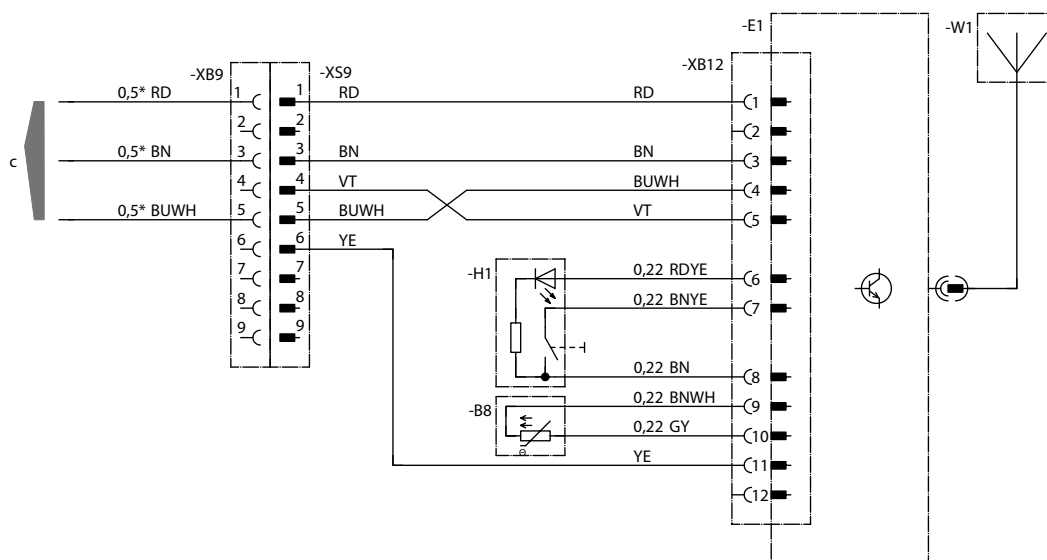 -E1
-W1
-XB9
-XS9
-XB12
0,5* RD
1
1
RD
RD
1
2
2
2
c
0,5* BN
3
3
BN
BN
3
4
4
VT
BUWH
4
0,5* BUWH
5
5
BUWH
VT
5
6
6
YE
-H1
0,22 RDYE
6
7
7
0,22 BNYE
7
8
8
9
9
0,22 BN
8
-B8
0,22 BNWH
9
0,22 GY
10
Θ
YE
11
12